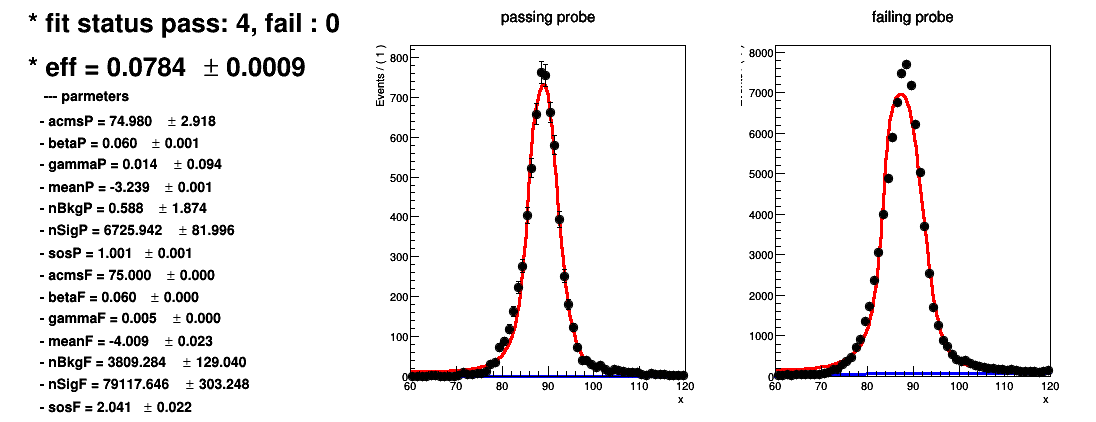 * fit status pass: 4, fail : 0
* eff = 0.0784 ± 0.0009
--- parmeters
- acmsP = 74.980 ± 2.918
- betaP = 0.060 ± 0.001
- gammaP = 0.014 ± 0.094
- meanP = -3.239 ± 0.001
- nBkgP = 0.588 ± 1.874
- nSigP = 6725.942 ± 81.996
- sosP = 1.001 ± 0.001
- acmsF = 75.000 ± 0.000
- betaF = 0.060 ± 0.000
- gammaF = 0.005 ± 0.000
- meanF = -4.009 ± 0.023
- nBkgF = 3809.284 ± 129.040
- nSigF = 79117.646 ± 303.248
- sosF = 2.041 ± 0.022
passing probe
Events / ( 1 )
800
700
600
500
400
300
200
100
0
60 70 80 90 100 110 120
x
failing probe
8000
7000
6000
5000
4000
3000
2000
1000
0
60 70 80 90 100 110 120
x